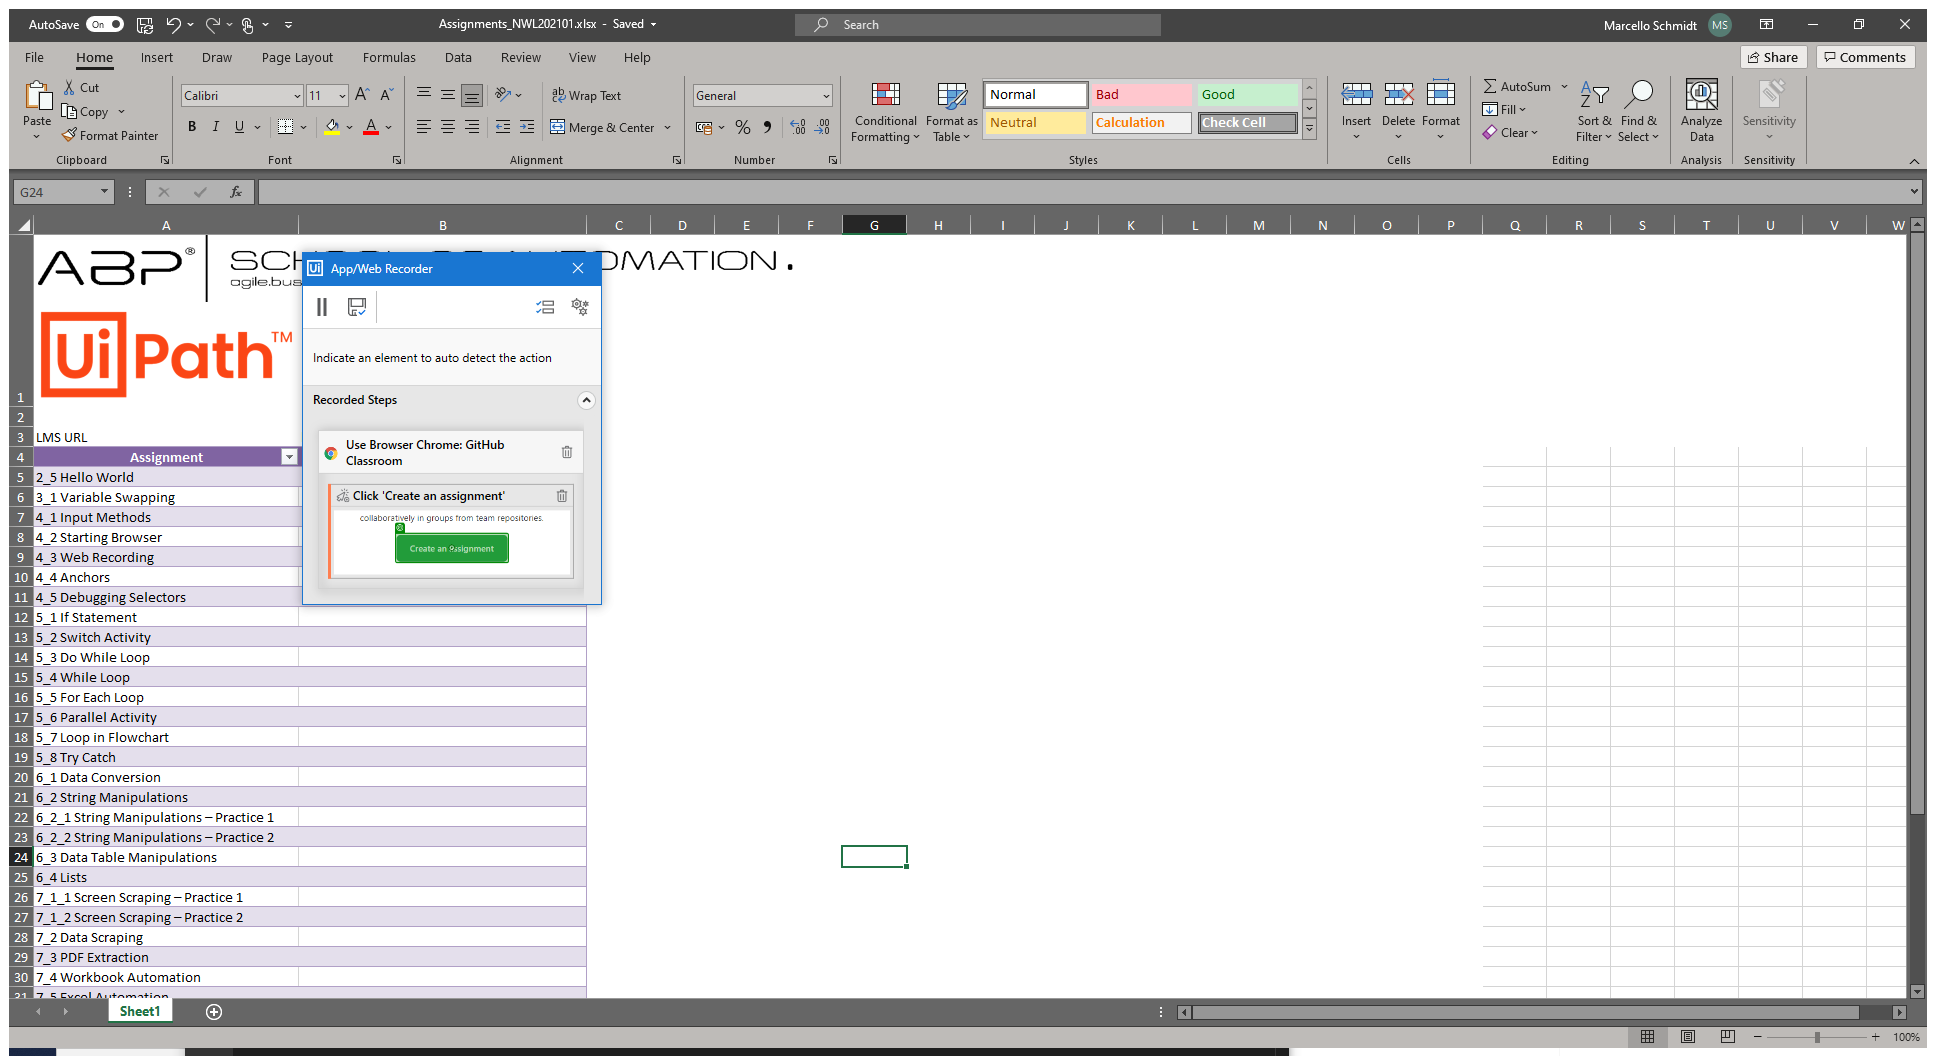 AutoSave On
Assignments_NWL202101.xlsx - Saved
Search
Marcello Schmidt MS
File Home Insert Draw Page Layout Formulas Data Review View Help
Share Comments
Paste
Cut
Copy
Format Painter
Clipboard
Calibri 11
B I U
Font
Wrap Text
Merge & Center
Alignment
General
Number
Conditional Formatting
Format as Table
Normal Bad Good
Neutral Calculation Check Cell
Styles
Insert Delete Format
Cells
AutoSum
Fill
Clear
Sort & Filter
Find & Select
Editing
Analyze Data
Analysis
Sensitivity
Sensitivity
G24
fx
A B C D E F G H I J K L M N O P Q R S T U V W
ABP®
agile.bus
UiPath™
App/Web Recorder
Indicate an element to auto detect the action
Recorded Steps
Use Browser Chrome: GitHub
Classroom
Click 'Create an assignment'
collaboratively in groups from team repositories.
Create an assignment
1
2
3 LMS URL
4 Assignment
5 2_5 Hello World
6 3_1 Variable Swapping
7 4_1 Input Methods
8 4_2 Starting Browser
9 4_3 Web Recording
10 4_4 Anchors
11 4_5 Debugging Selectors
12 5_1 If Statement
13 5_2 Switch Activity
14 5_3 Do While Loop
15 5_4 While Loop
16 5_5 For Each Loop
17 5_6 Parallel Activity
18 5_7 Loop in Flowchart
19 5_8 Try Catch
20 6_1 Data Conversion
21 6_2 String Manipulations
22 6_2_1 String Manipulations – Practice 1
23 6_2_2 String Manipulations – Practice 2
24 6_3 Data Table Manipulations
25 6_4 Lists
26 7_1_1 Screen Scraping – Practice 1
27 7_1_2 Screen Scraping – Practice 2
28 7_2 Data Scraping
29 7_3 PDF Extraction
30 7_4 Workbook Automation
31 7_5 Excel Automation
Sheet1
100%